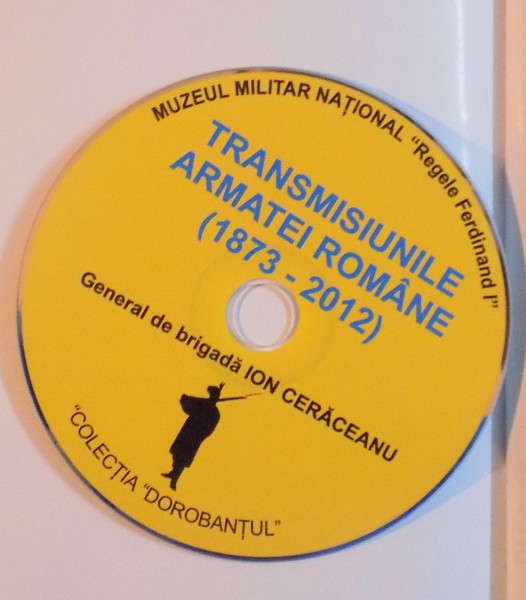 MUZEUL MILITAR NAȚIONAL “Regele Ferdinand I”
TRANSMISIUNILE
ARMATEI ROMÂNE
(1873 - 2012)
General de brigadă ION CERĂCEANU
“COLECȚIA “DOROBANȚUL”